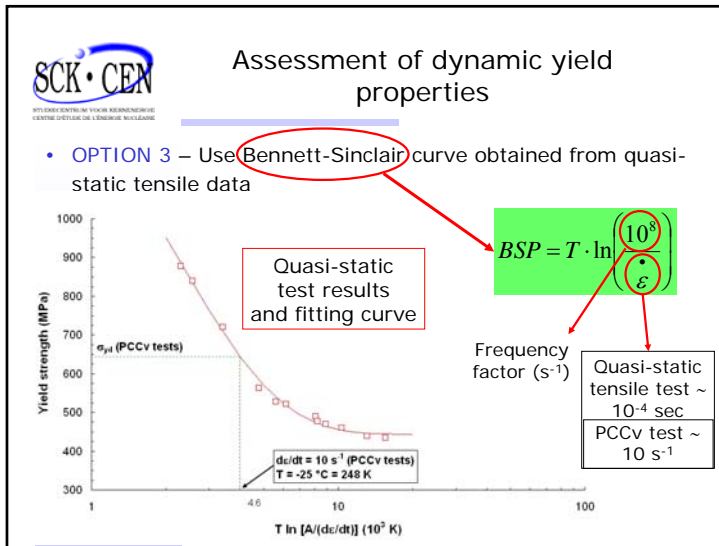 SCK•CEN
STUDIECENTRUM VOOR KERNENERGIE
CENTRE D'ÉTUDE DE L'ÉNERGIE NUCLÉAIRE
Assessment of dynamic yield
properties
• OPTION 3 – Use Bennett-Sinclair curve obtained from quasi-
static tensile data
Yield strength (MPa)
1000
900
800
700
600
500
400
300
σyd (PCCv tests)
Quasi-static
test results
and fitting curve
dε/dt = 10 s⁻¹ (PCCv tests)
T = -25 °C = 248 K
1
4.6
10
100
T ln [A/(dε/dt)] (10³ K)
BSP = T · ln(10⁸/ε̇)
Frequency
factor (s⁻¹)
Quasi-static
tensile test ~
10⁻⁴ sec
PCCv test ~
10 s⁻¹